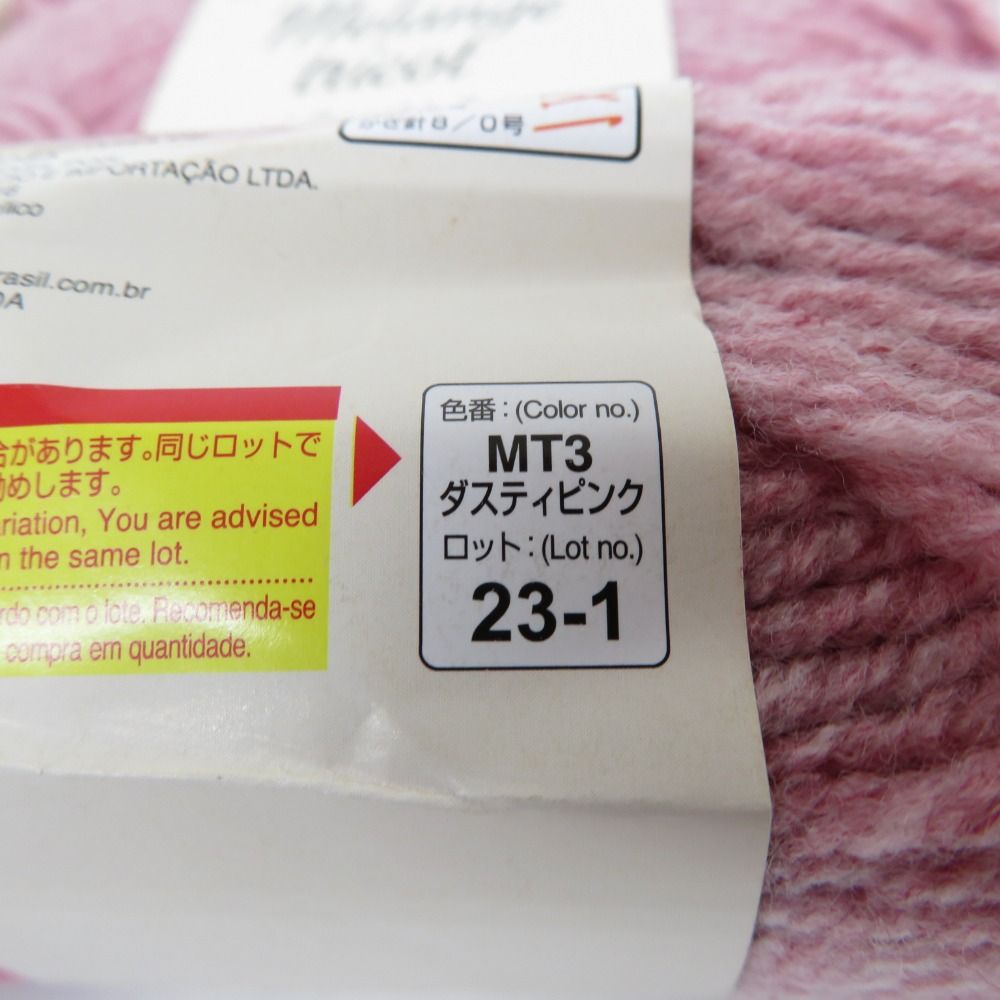 8/0号
PORTAÇÃO LTDA.
rasil.com.br
DA
合があります。同じロットで
勧めします。
ariation, You are advised
m the same lot.
rdo com o lote. Recomenda-se
compra em quantidade.
色番:(Color no.)
MT3
ダスティピンク
ロット:(Lot no.)
23-1